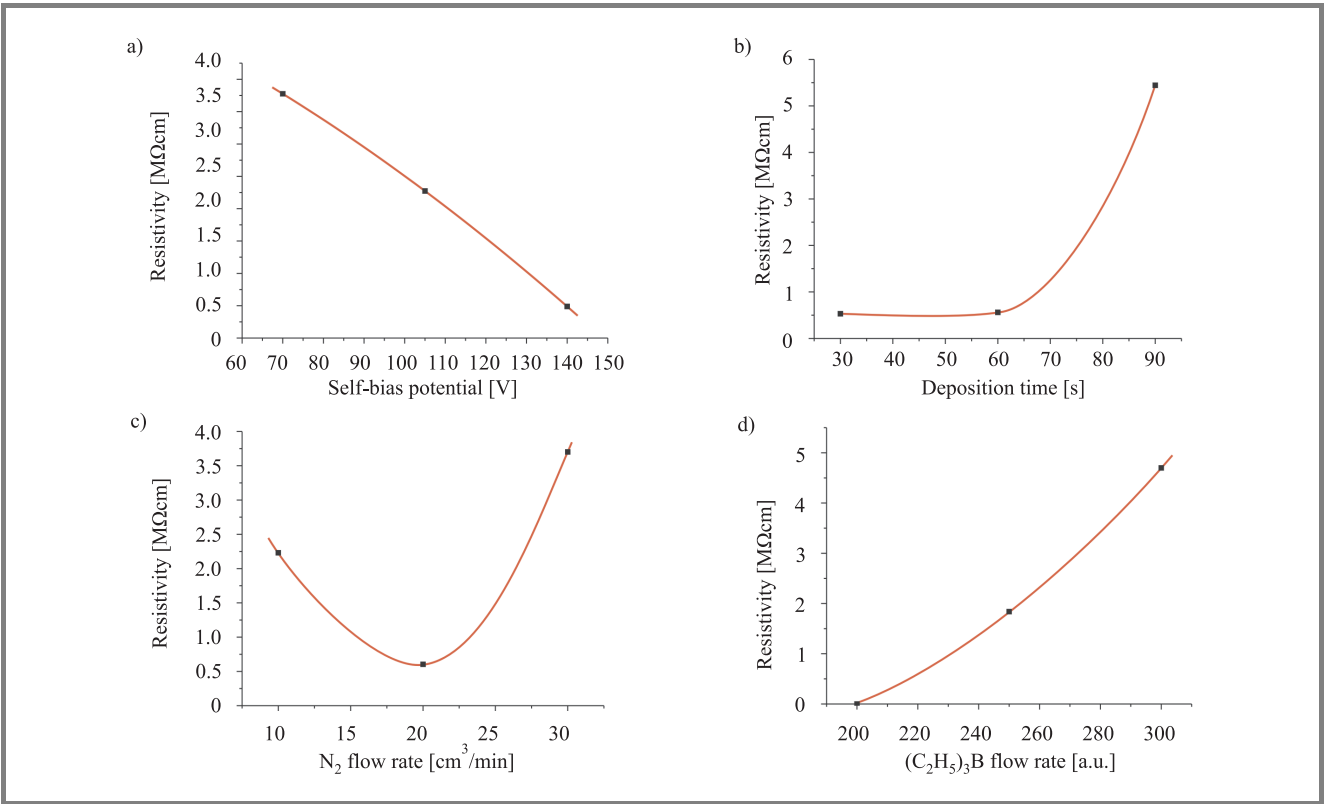 a)
4.0
3.5
3.0
2.5
2.0
1.5
1.0
0.5
0
Resistivity [MΩcm]
60 70 80 90 100 110 120 130 140 150
Self-bias potential [V]
b)
6
5
4
3
2
1
0
Resistivity [MΩcm]
30 40 50 60 70 80 90
Deposition time [s]
c)
4.0
3.5
3.0
2.5
2.0
1.5
1.0
0.5
0
Resistivity [MΩcm]
10 15 20 25 30
N₂ flow rate [cm³/min]
d)
5
4
3
2
1
0
Resistivity [MΩcm]
200 220 240 260 280 300
(C₂H₅)₃B flow rate [a.u.]